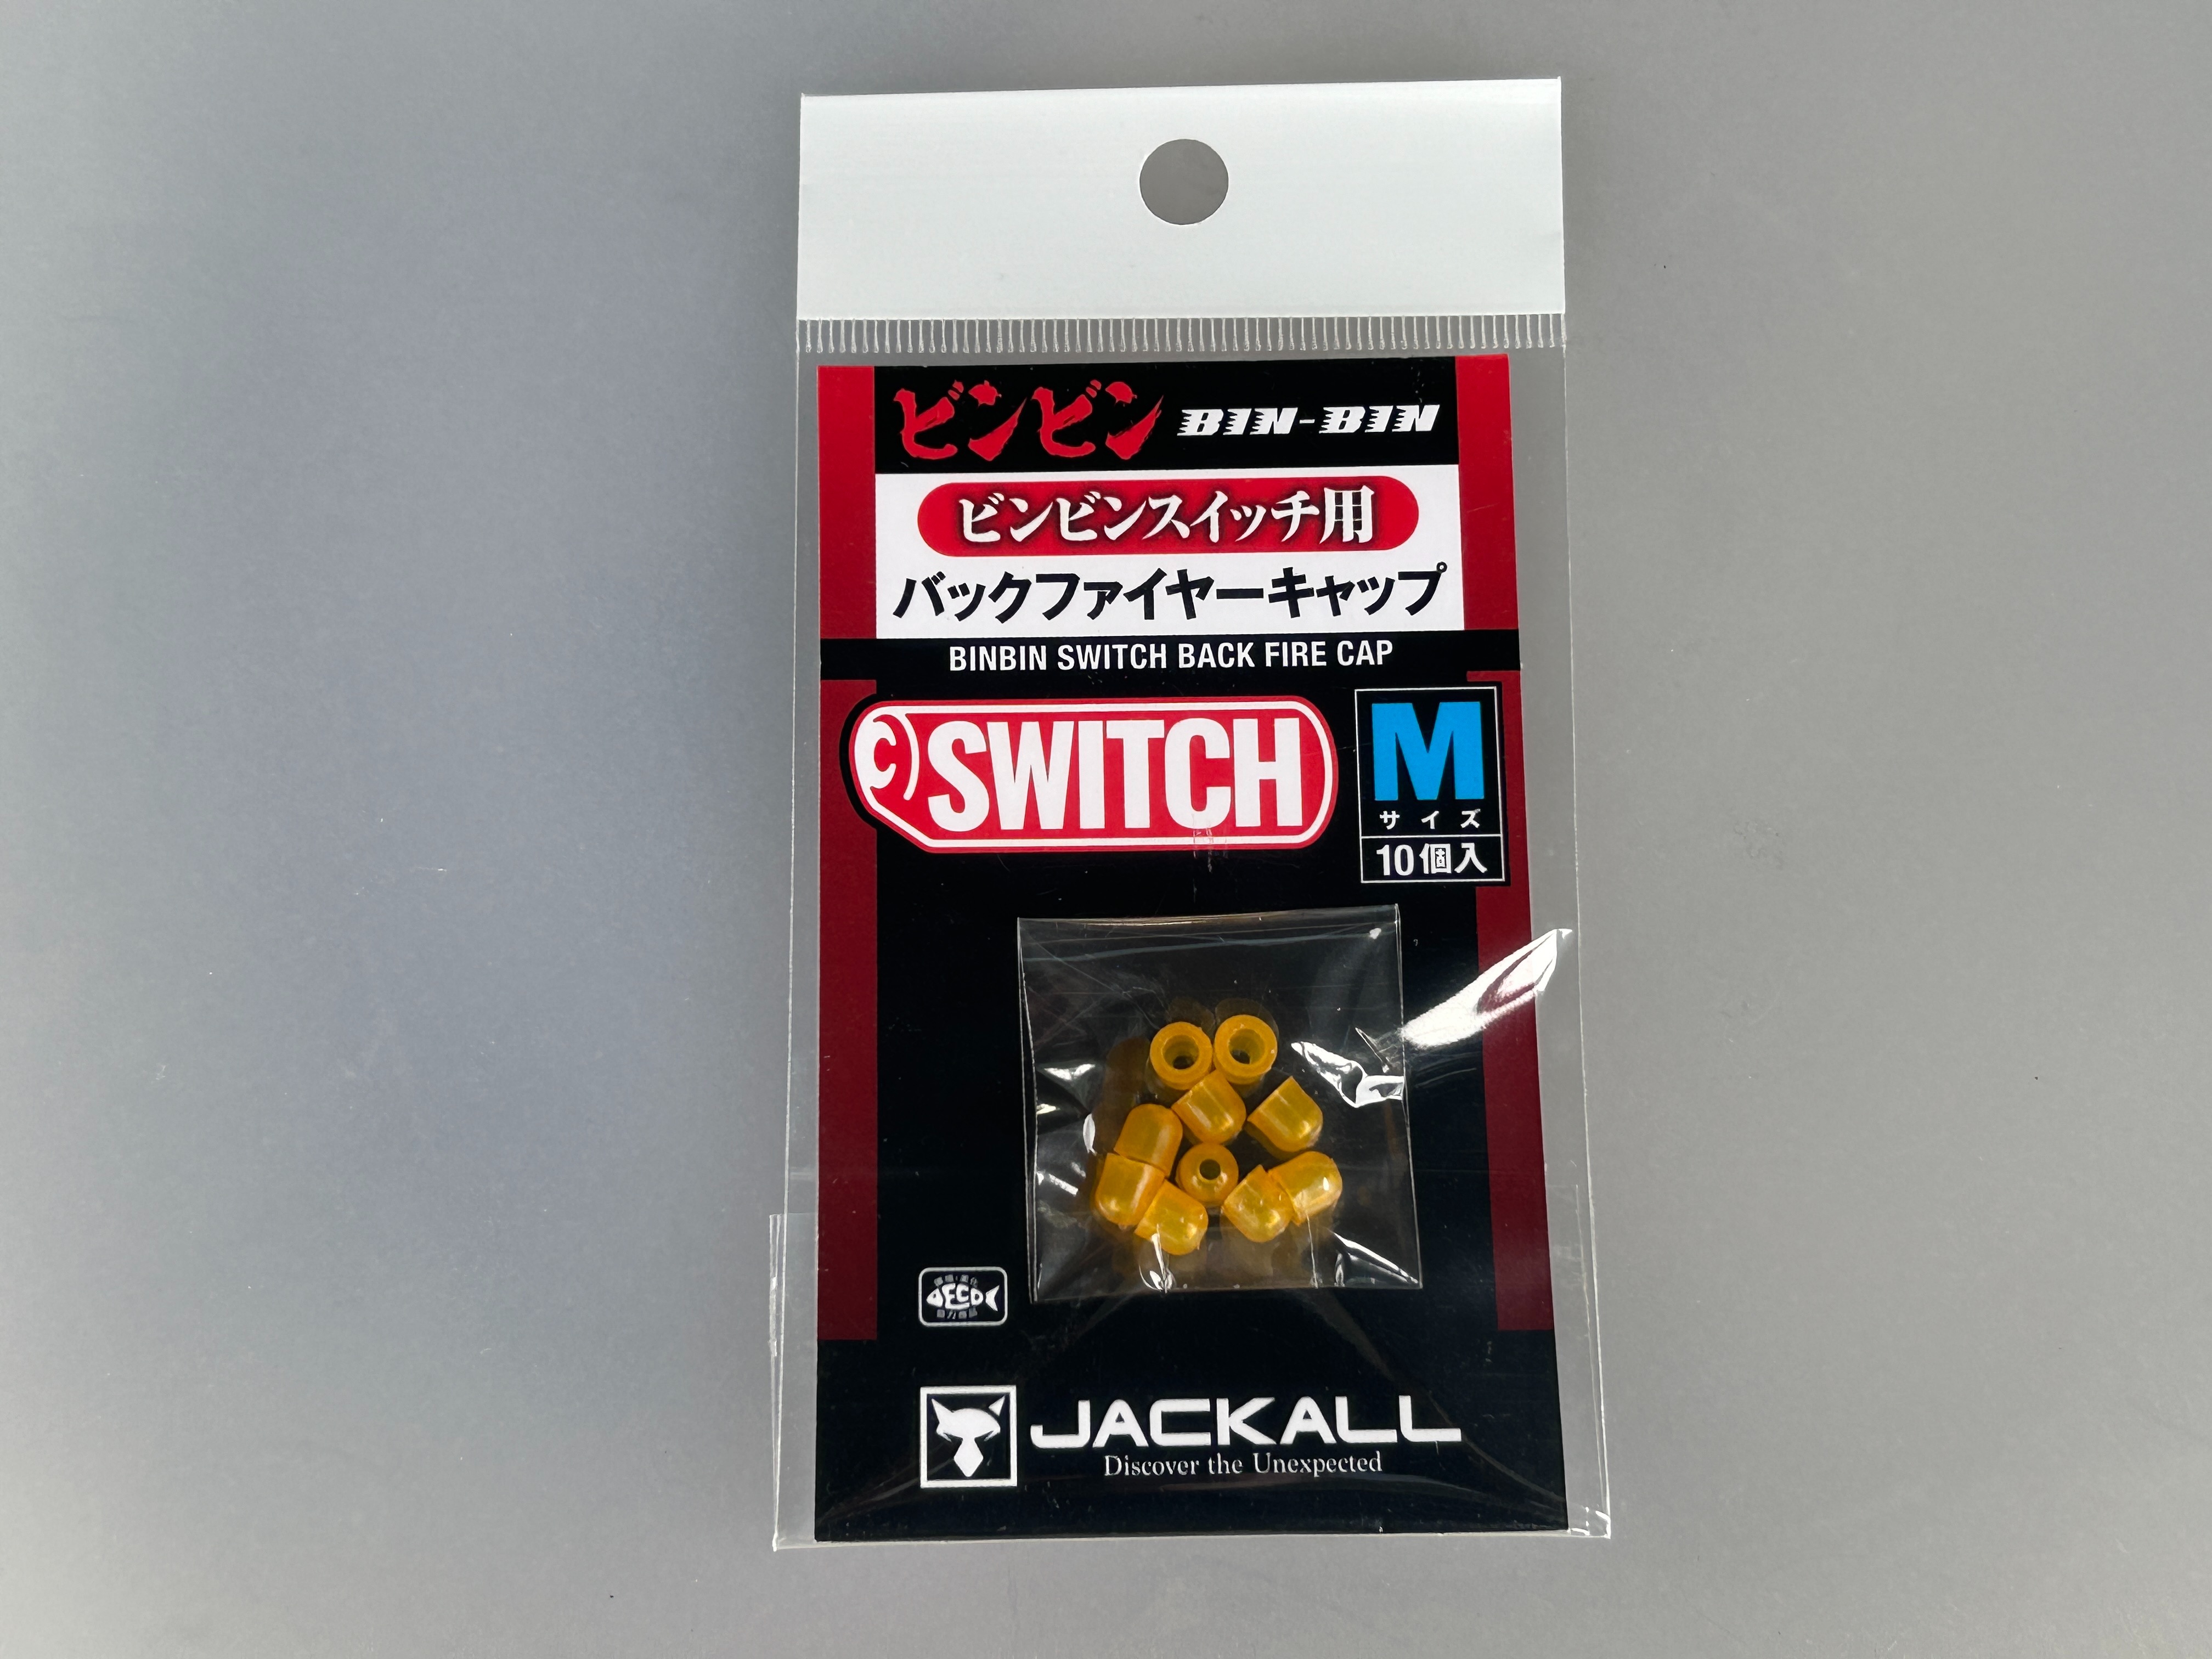 ビンビン BIN-BIN
ビンビンスイッチ用
バックファイヤーキャップ
BINBIN SWITCH BACK FIRE CAP
SWITCH
M
サイズ
10個入
ECO
JACKALL
Discover the Unexpected